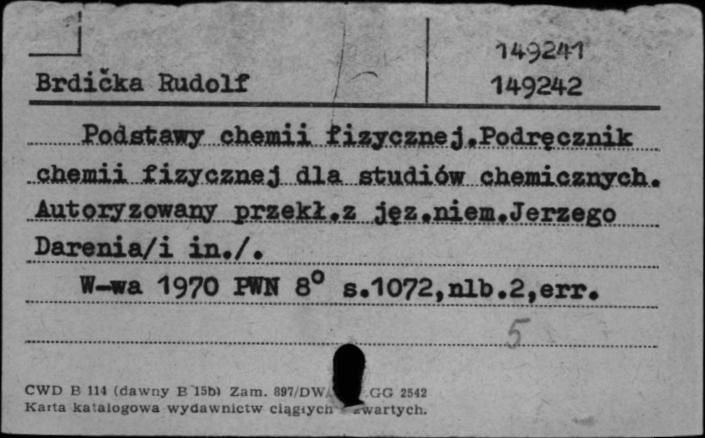 149241
Brdička Rudolf 149242
Podstawy chemii fizycznej.Podręcznik
chemii fizycznej dla studiów chemicznych.
Autoryzowany przekł.z jęz.niem.Jerzego
Darenia/i in./.
W-wa 1970 PWN 8° s.1072,nlb.2,err.
5
CWD B 114 (dawny B 15b) Zam. 897/DW GG 2542
Karta katalogowa wydawnictw ciągłych zwartych.